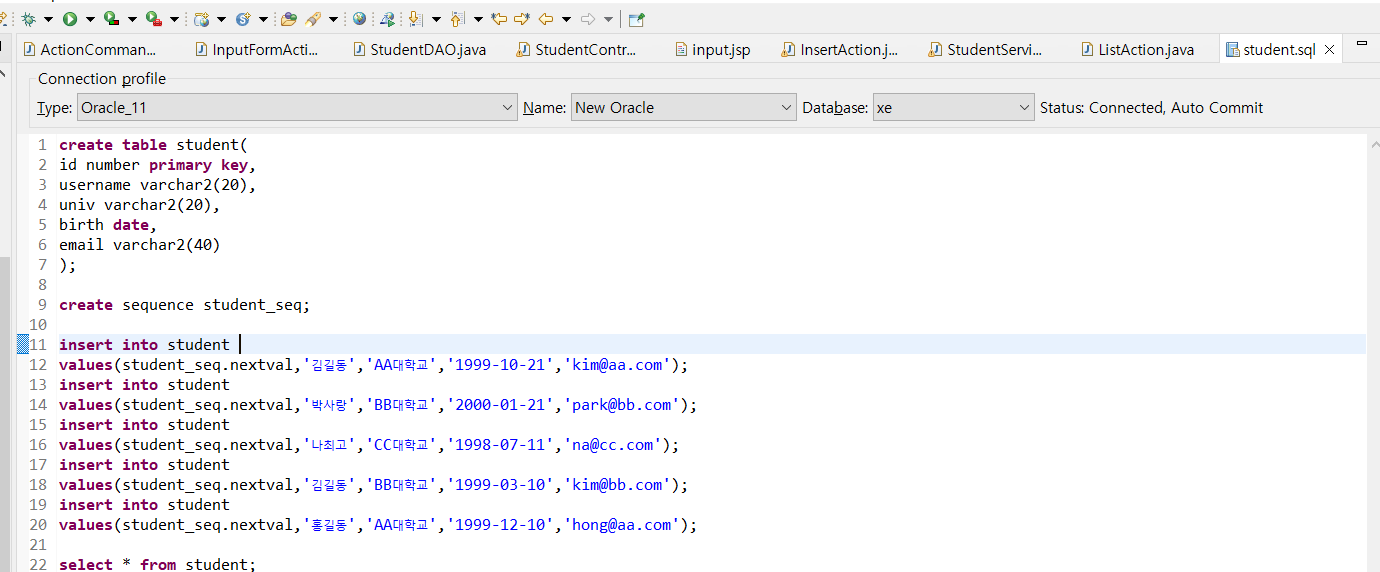 ActionComman...
InputFormActi...
StudentDAO.java
StudentContr...
input.jsp
InsertAction.j...
StudentServi...
ListAction.java
student.sql
Connection profile
Type: Oracle_11 Name: New Oracle Database: xe Status: Connected, Auto Commit
1 create table student(
2 id number primary key,
3 username varchar2(20),
4 univ varchar2(20),
5 birth date,
6 email varchar2(40)
7 );
8
9 create sequence student_seq;
10
11 insert into student
12 values(student_seq.nextval,'김길동','AA대학교','1999-10-21','kim@aa.com');
13 insert into student
14 values(student_seq.nextval,'박사랑','BB대학교','2000-01-21','park@bb.com');
15 insert into student
16 values(student_seq.nextval,'나최고','CC대학교','1998-07-11','na@cc.com');
17 insert into student
18 values(student_seq.nextval,'김길동','BB대학교','1999-03-10','kim@bb.com');
19 insert into student
20 values(student_seq.nextval,'홍길동','AA대학교','1999-12-10','hong@aa.com');
21
22 select * from student;